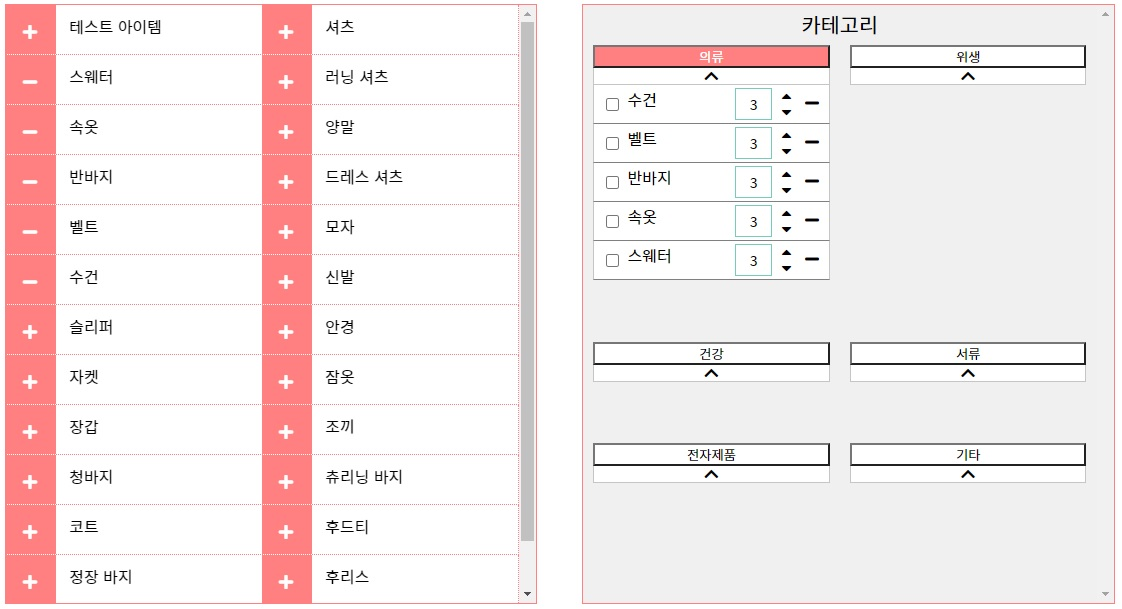 테스트 아이템
셔츠
스웨터
러닝 셔츠
속옷
양말
반바지
드레스 셔츠
벨트
모자
수건
신발
슬리퍼
안경
자켓
잠옷
장갑
조끼
청바지
츄리닝 바지
코트
후드티
정장 바지
후리스
카테고리
의류
위생
수건 3
벨트 3
반바지 3
속옷 3
스웨터 3
건강
서류
전자제품
기타